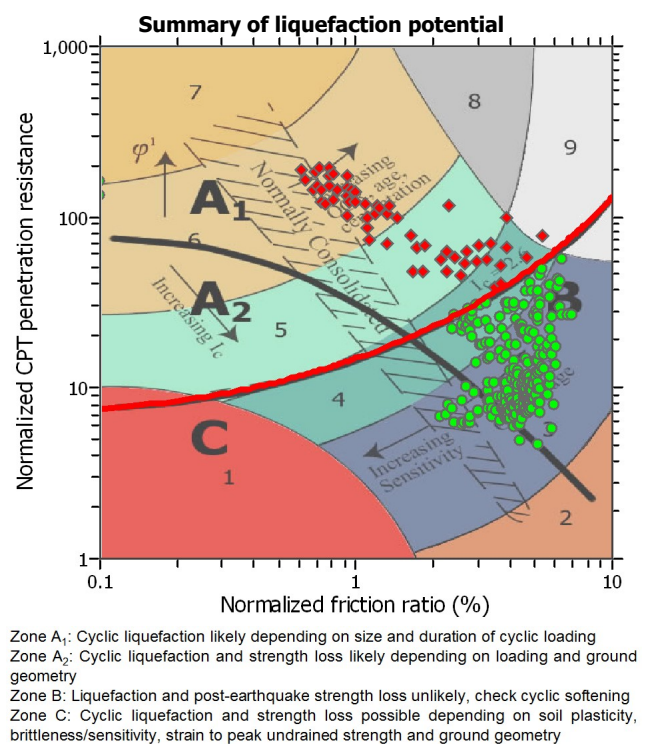 Summary of liquefaction potential
1,000
7
8
9
φ'
Normally Consolidated
A1
100
6
A2
Increasing Ic
B
5
10
4
C
Increasing
Sensitivity
1
2
1
0.1
1
10
Normalized CPT penetration resistance
Normalized friction ratio (%)
Zone A1: Cyclic liquefaction likely depending on size and duration of cyclic loading
Zone A2: Cyclic liquefaction and strength loss likely depending on loading and ground
geometry
Zone B: Liquefaction and post-earthquake strength loss unlikely, check cyclic softening
Zone C: Cyclic liquefaction and strength loss possible depending on soil plasticity,
brittleness/sensitivity, strain to peak undrained strength and ground geometry